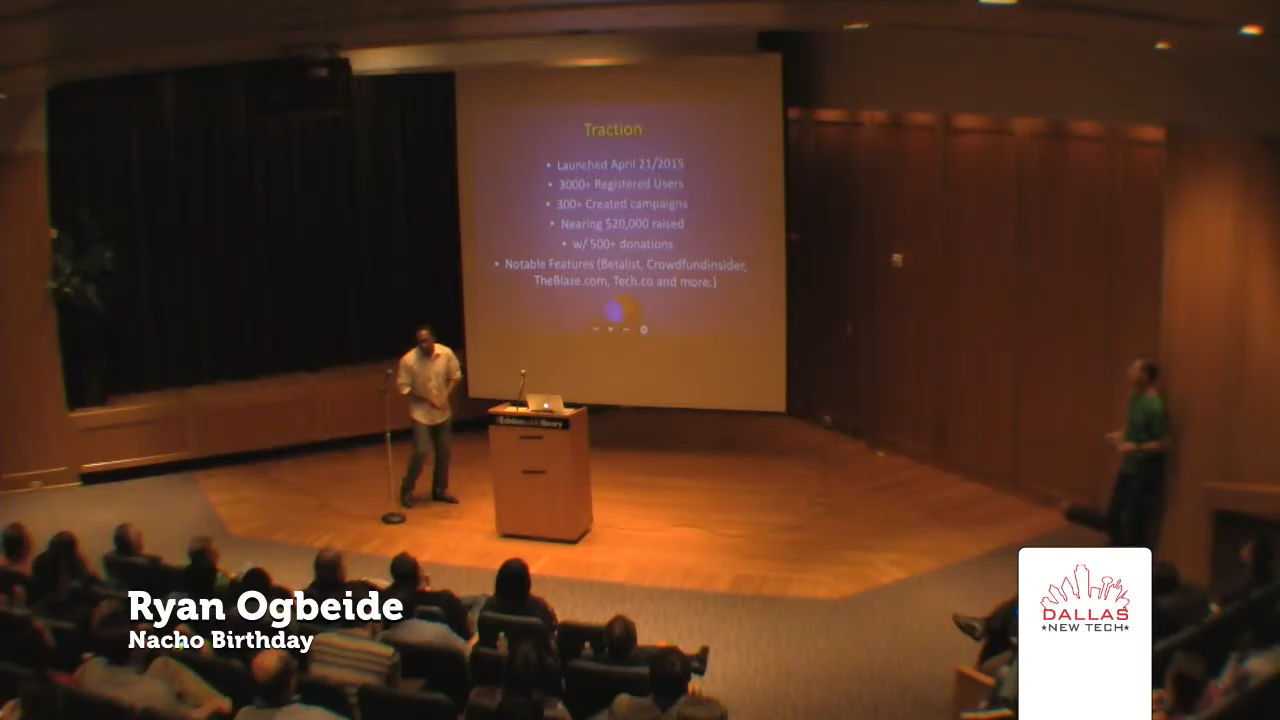 Traction
• Launched April 21/2015
• 3000+ Registered Users
• 300+ Created campaigns
• Nearing $20,000 raised
• w/ 500+ donations
• Notable Features (Betalist, Crowdfundinsider,
TheBlaze.com, Tech.co and more.)
library
Ryan Ogbeide
Nacho Birthday
DALLAS
★NEW TECH★